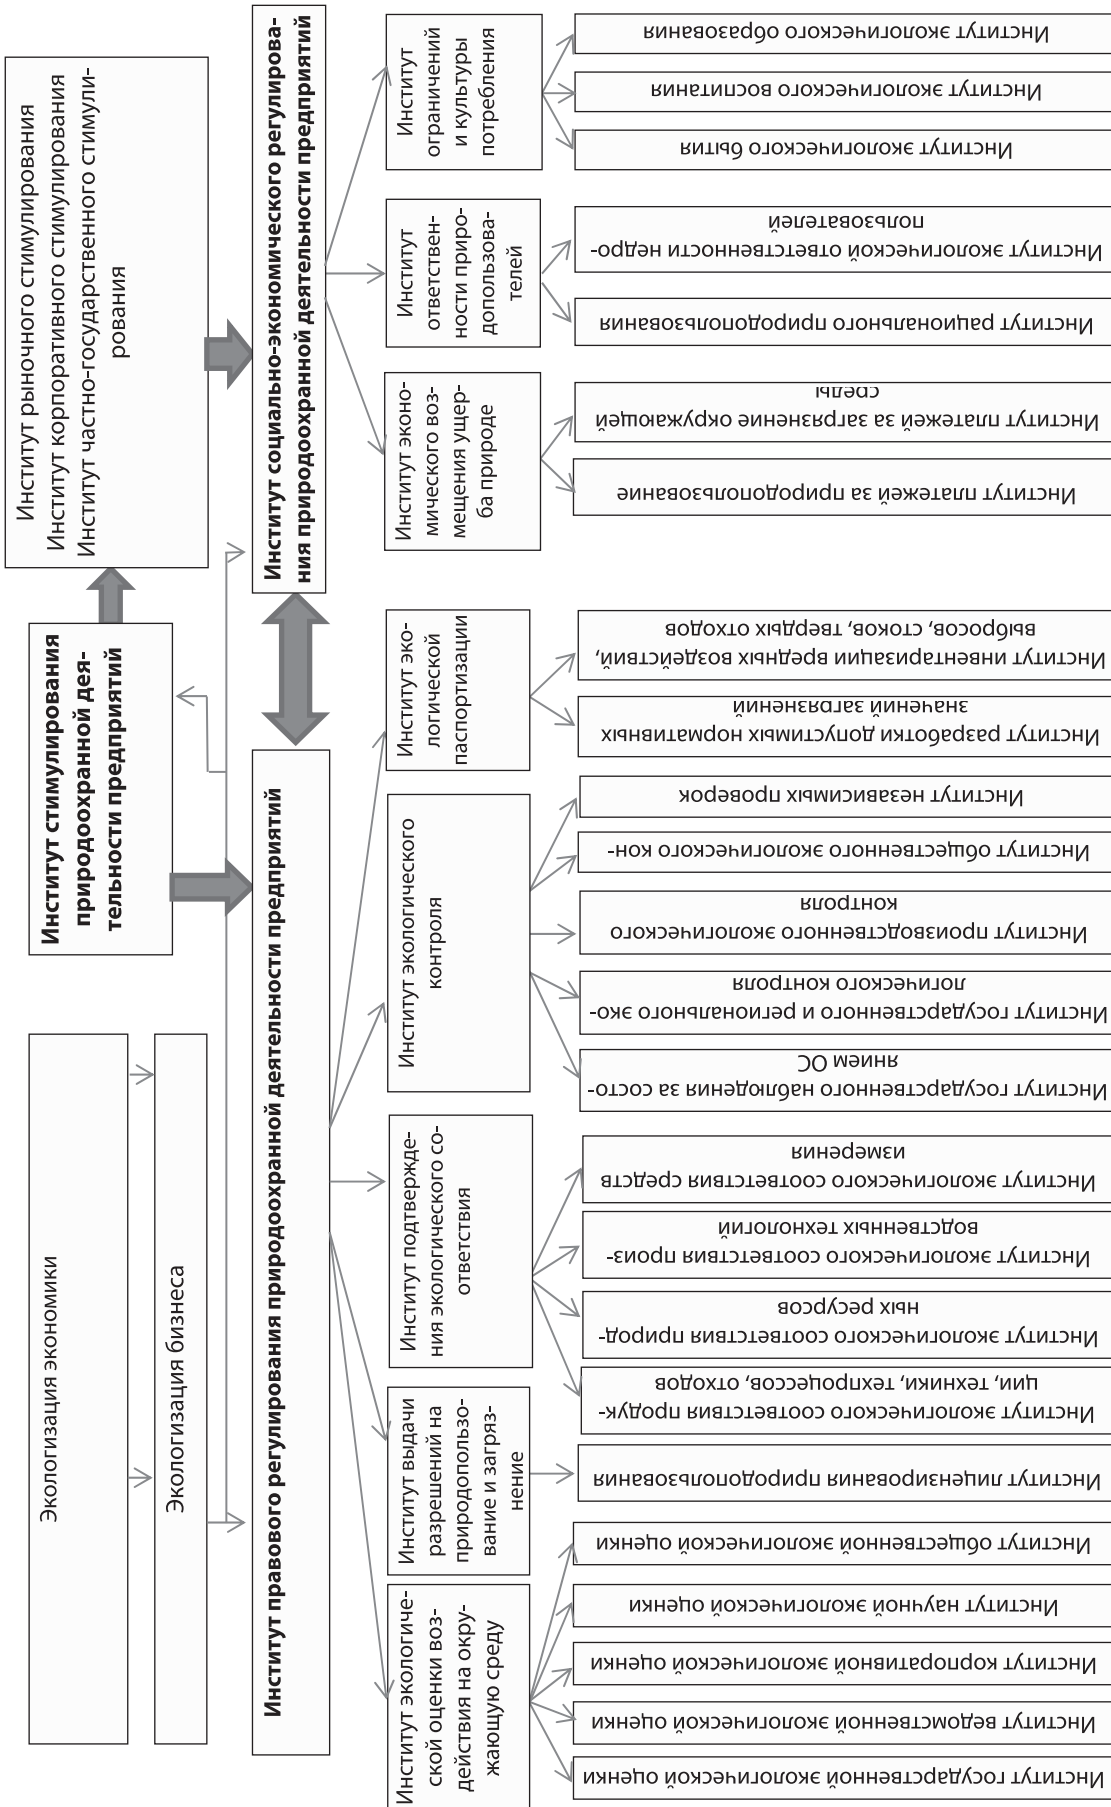 Экологизация экономики
Экологизация бизнеса
Институт стимулирования
природоохранной дея-
тельности предприятий
Институт рыночного стимулирования
Институт корпоративного стимулирования
Институт частно-государственного стимули-
рования
Институт правового регулирования природоохранной деятельности предприятий
Институт социально-экономического регулирова-
ния природоохранной деятельности предприятий
Институт экологиче-
ской оценки воз-
действия на окру-
жающую среду
Институт выдачи
разрешений на
природопользо-
вание и загряз-
нение
Институт подтвержде-
ния экологического со-
ответствия
Институт экологического
контроля
Институт эко-
логической
паспортизации
Институт эконо-
мического воз-
мещения ущер-
ба природе
Институт
ответствен-
ности приро-
допользова-
телей
Институт
ограничений
и культуры
потребления
Институт государственной экологической оценки
Институт ведомственной экологической оценки
Институт корпоративной экологической оценки
Институт научной экологической оценки
Институт общественной экологической оценки
Институт лицензирования природопользования
Институт экологического соответствия продук-
ции, техники, техпроцессов, отходов
Институт экологического соответствия природ-
ных ресурсов
Институт экологического соответствия произ-
водственных технологий
Институт экологического соответствия средств
измерения
Институт государственного наблюдения за состо-
янием ОС
Институт государственного и регионального эко-
логического контроля
Институт производственного экологического
контроля
Институт общественного экологического кон-
Институт независимых проверок
Институт разработки допустимых нормативных
значений загрязнений
Институт инвентаризации вредных воздействий,
выбросов, стоков, твердых отходов
Институт платежей за природопользование
Институт платежей за загрязнение окружающей
среды
Институт рационального природопользования
Институт экологической ответственности недро-
пользователей
Институт экологического бытия
Институт экологического воспитания
Институт экологического образования